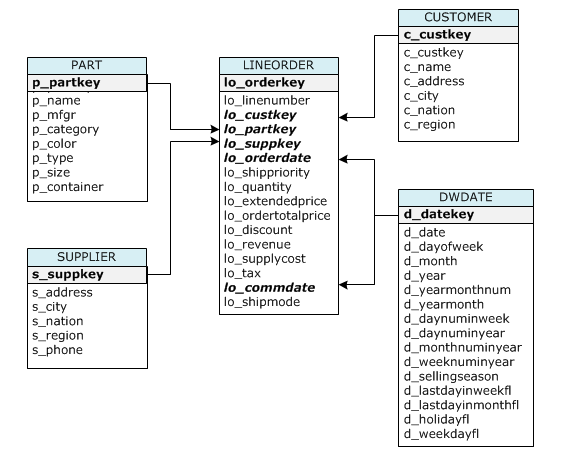 PART
p_partkey
p_name
p_mfgr
p_category
p_color
p_type
p_size
p_container
SUPPLIER
s_suppkey
s_address
s_city
s_nation
s_region
s_phone
LINEORDER
lo_orderkey
lo_linenumber
lo_custkey
lo_partkey
lo_suppkey
lo_orderdate
lo_shippriority
lo_quantity
lo_extendedprice
lo_ordertotalprice
lo_discount
lo_revenue
lo_supplycost
lo_tax
lo_commdate
lo_shipmode
CUSTOMER
c_custkey
c_custkey
c_name
c_address
c_city
c_nation
c_region
DWDATE
d_datekey
d_date
d_dayofweek
d_month
d_year
d_yearmonthnum
d_yearmonth
d_daynuminweek
d_daynuminyear
d_monthnuminyear
d_weeknuminyear
d_sellingseason
d_lastdayinweekfl
d_lastdayinmonthfl
d_holidayfl
d_weekdayfl